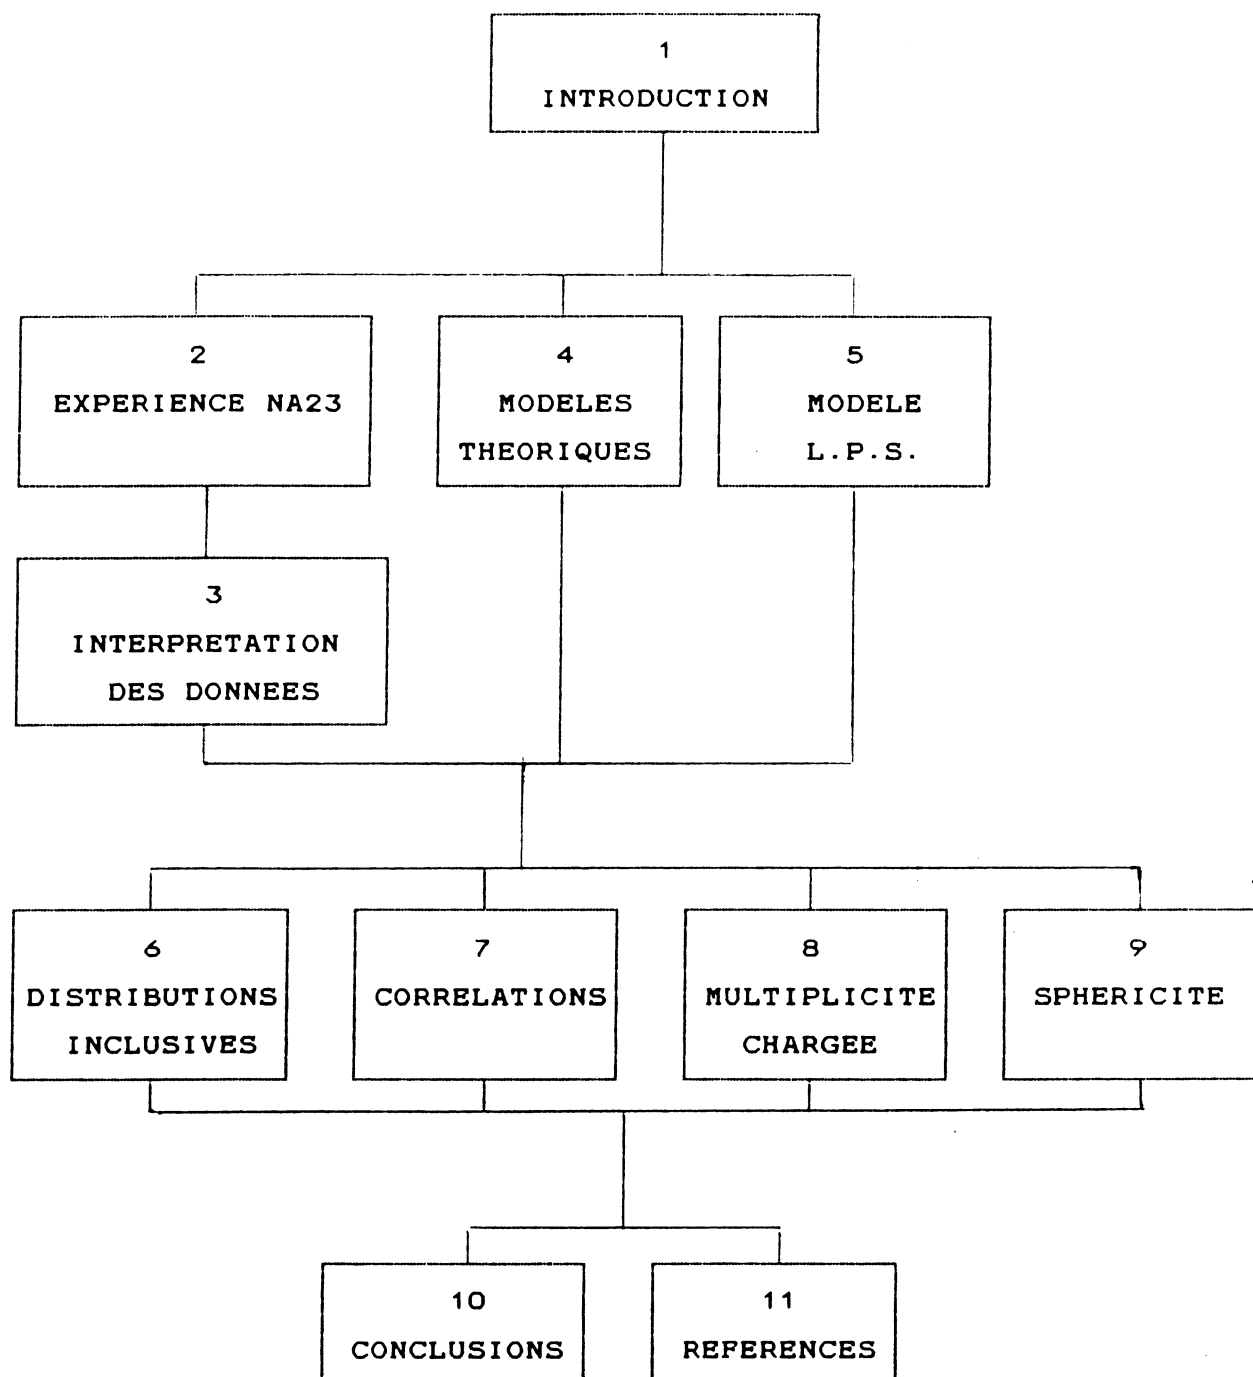 1
INTRODUCTION
2
EXPERIENCE NA23
4
MODELES
THEORIQUES
5
MODELE
L.P.S.
3
INTERPRETATION
DES DONNEES
6
DISTRIBUTIONS
INCLUSIVES
7
CORRELATIONS
8
MULTIPLICITE
CHARGEE
9
SPHERICITE
10
CONCLUSIONS
11
REFERENCES